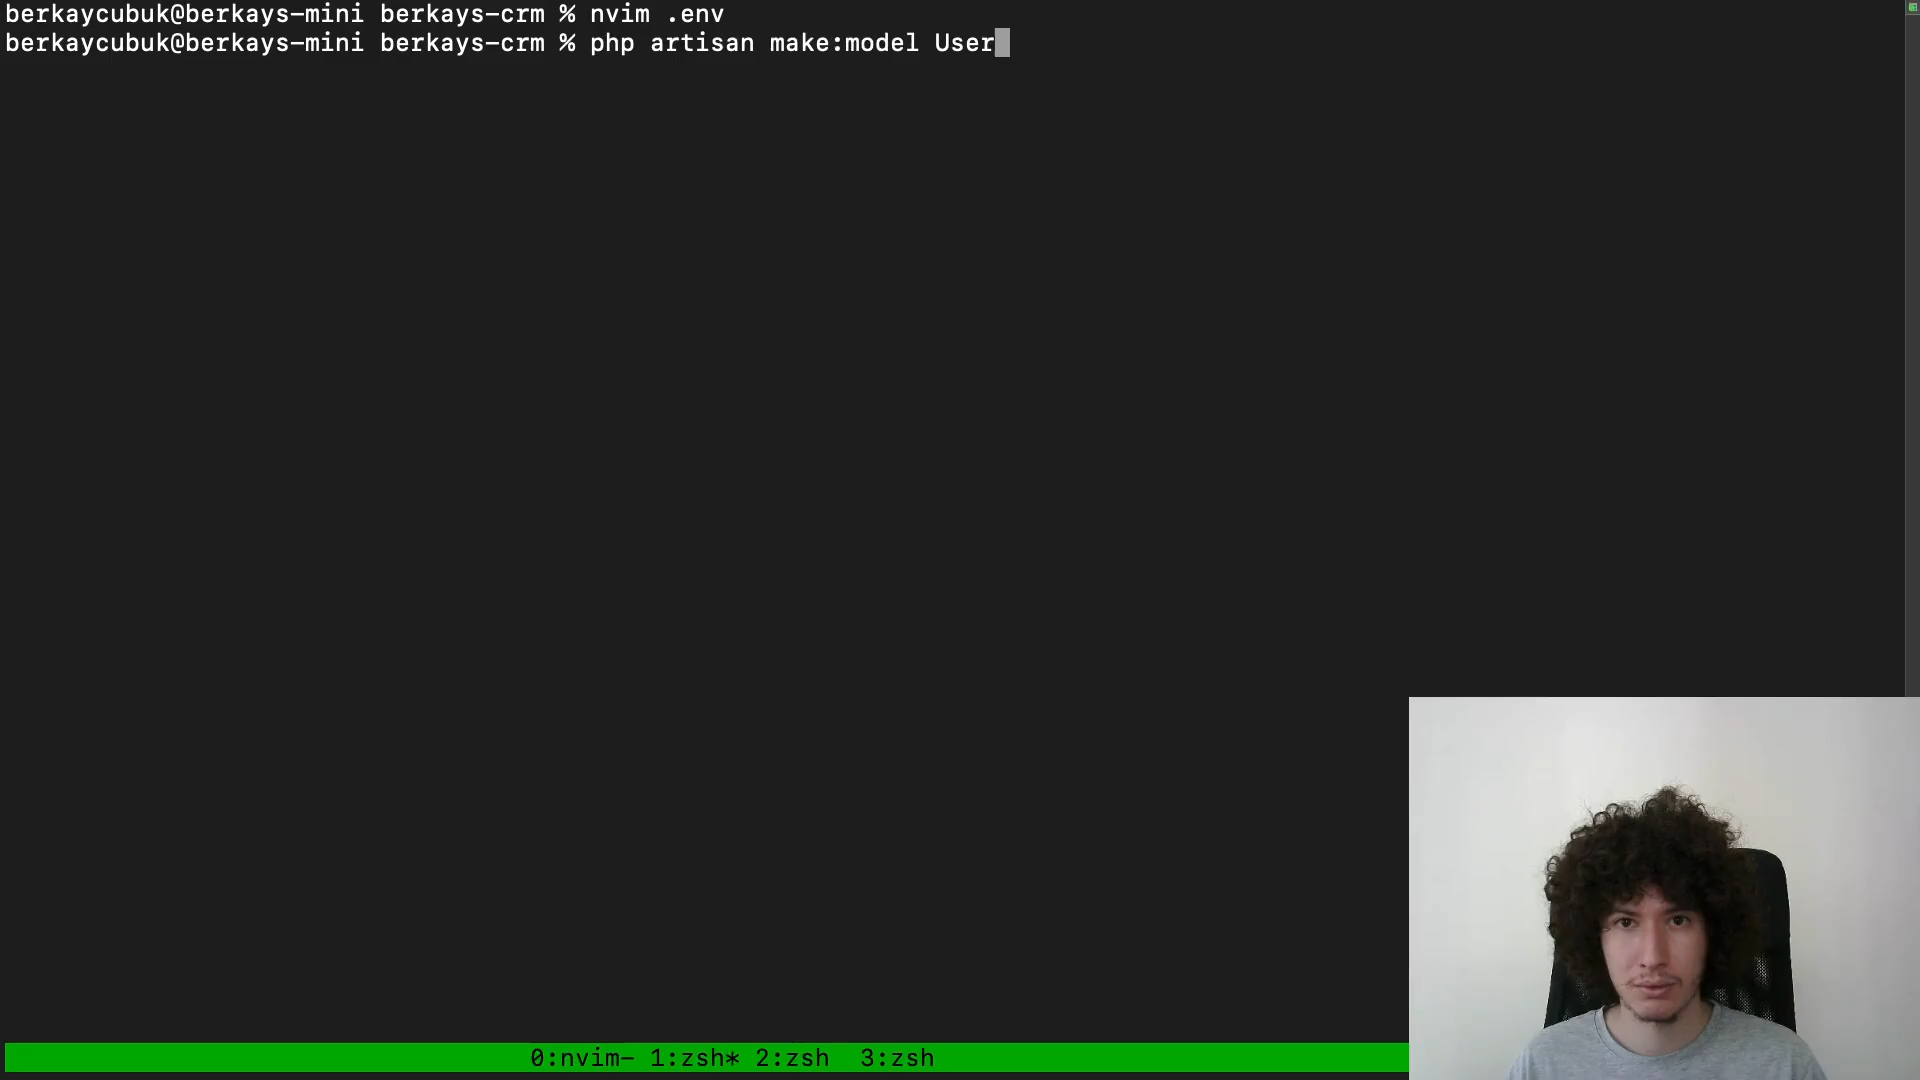 berkaycubuk@berkays-mini berkays-crm % nvim .env
berkaycubuk@berkays-mini berkays-crm % php artisan make:model User
0:nvim- 1:zsh* 2:zsh  3:zsh